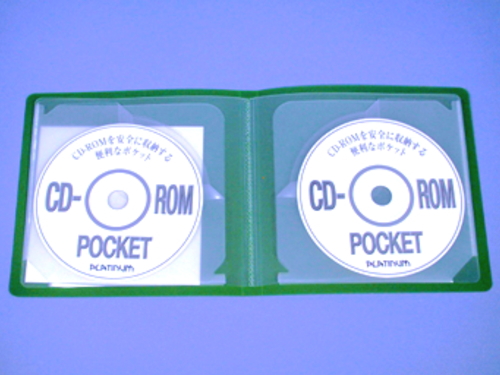 CD-ROMを安全に収納する
便利なポケット
CD-ROM
POCKET
PLATINUM
CD-ROMを安全に収納する
便利なポケット
CD-ROM
POCKET
PLATINUM